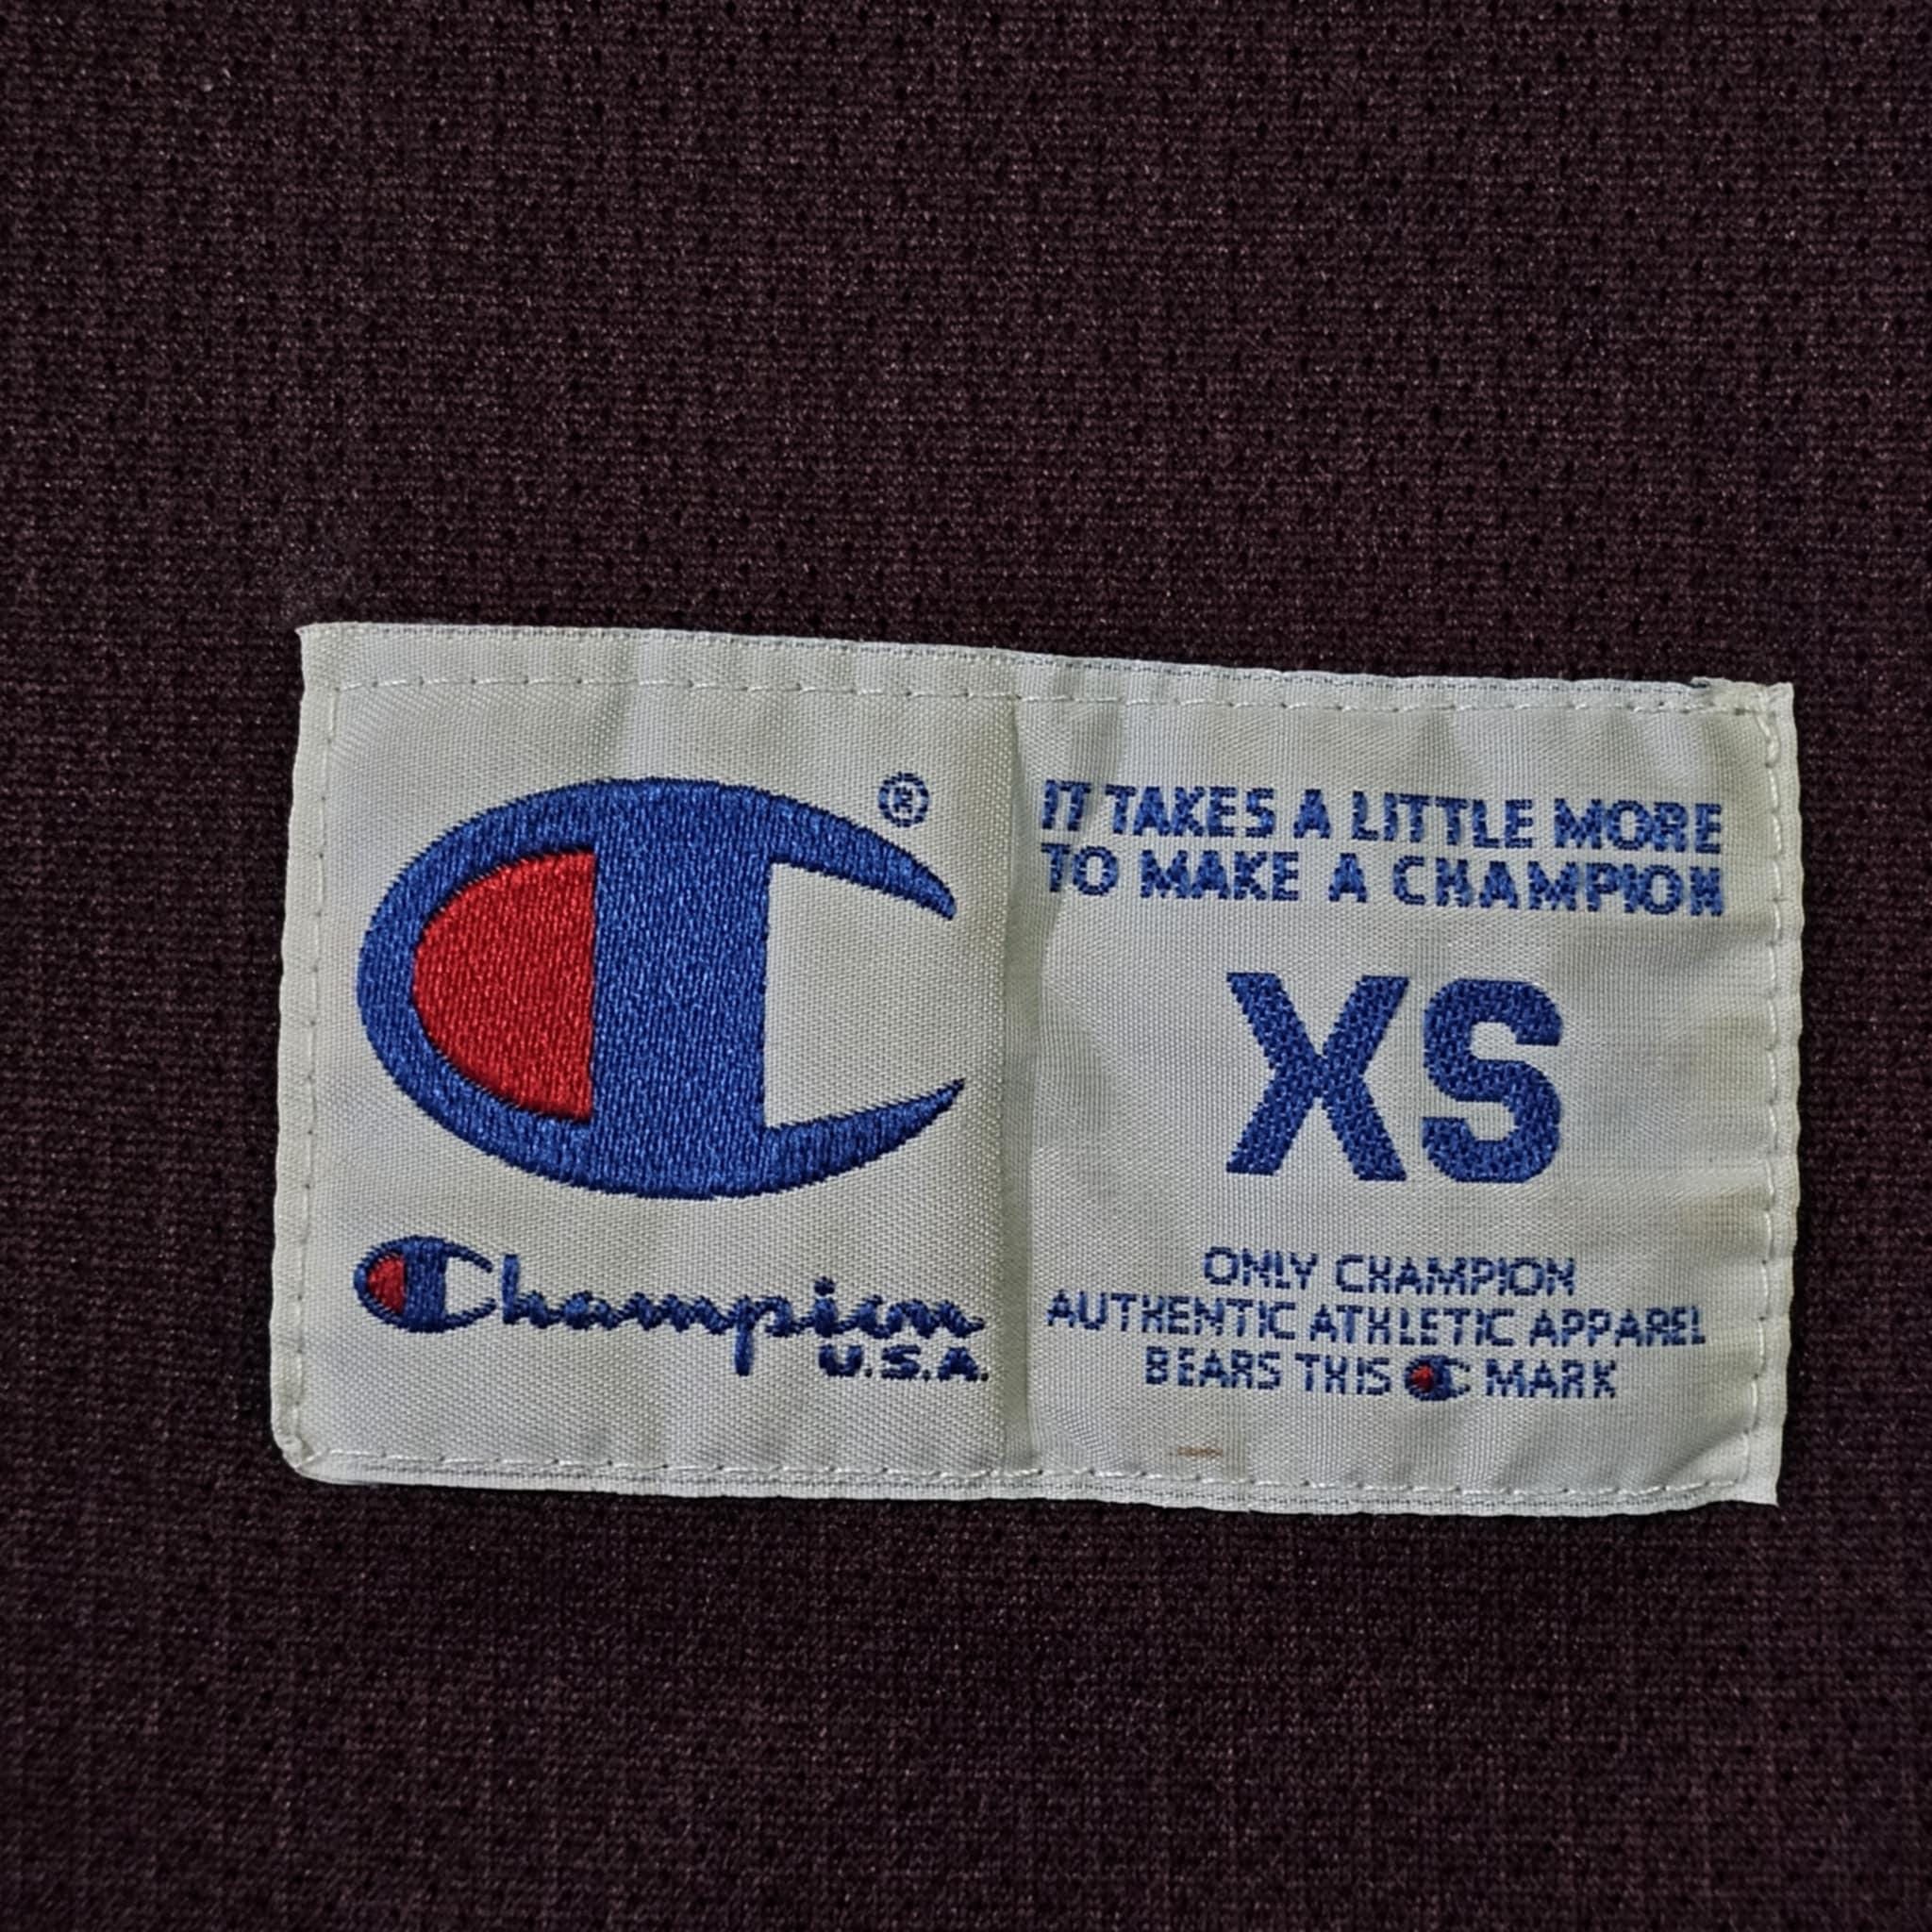 ®
Champion
U.S.A.
IT TAKES A LITTLE MORE
TO MAKE A CHAMPION
XS
ONLY CHAMPION
AUTHENTIC ATHLETIC APPAREL
BEARS THIS C MARK